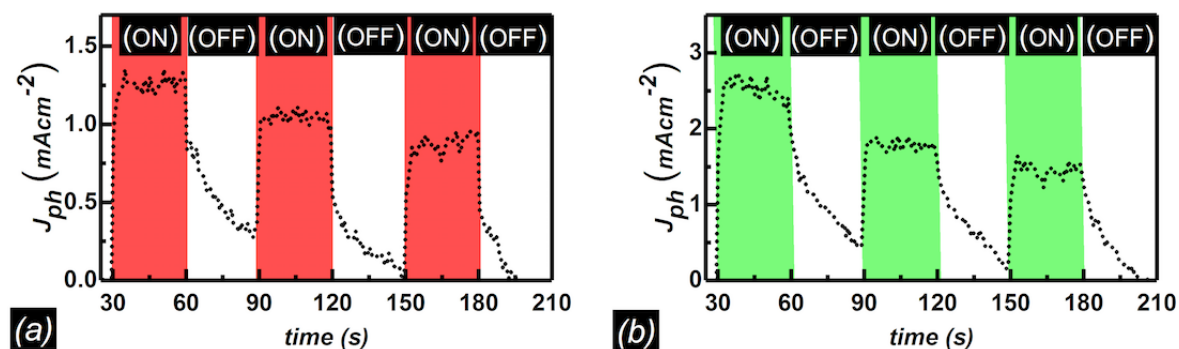 (ON) (OFF) (ON) (OFF) (ON) (OFF)
1.5
1.0
0.5
0.0
J_ph (mAcm^-2)
30 60 90 120 150 180 210
time (s)
(a)
(ON) (OFF) (ON) (OFF) (ON) (OFF)
3
2
1
0
J_ph (mAcm^-2)
30 60 90 120 150 180 210
time (s)
(b)